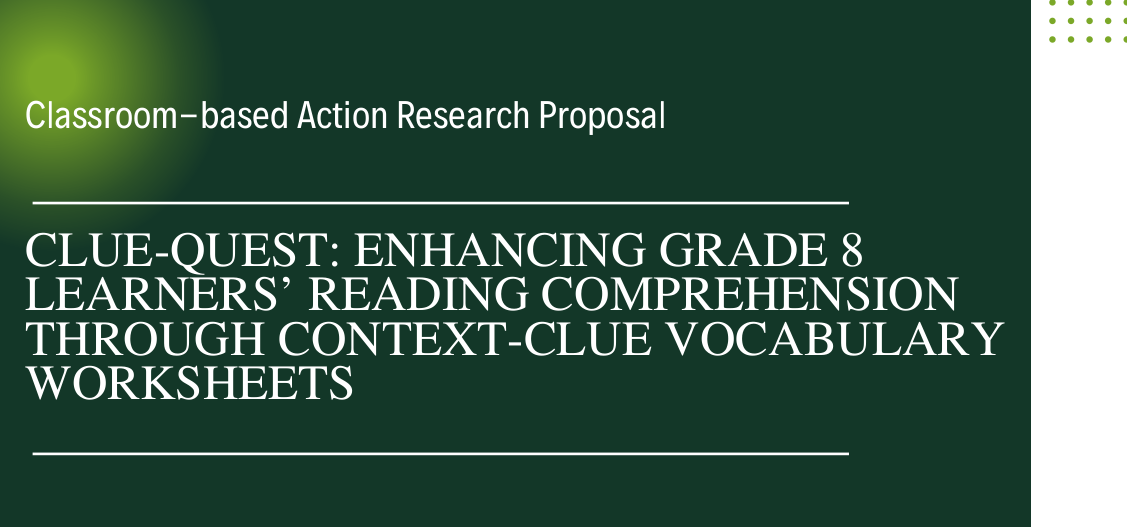 Classroom–based Action Research Proposal
CLUE-QUEST: ENHANCING GRADE 8
LEARNERS’ READING COMPREHENSION
THROUGH CONTEXT-CLUE VOCABULARY
WORKSHEETS